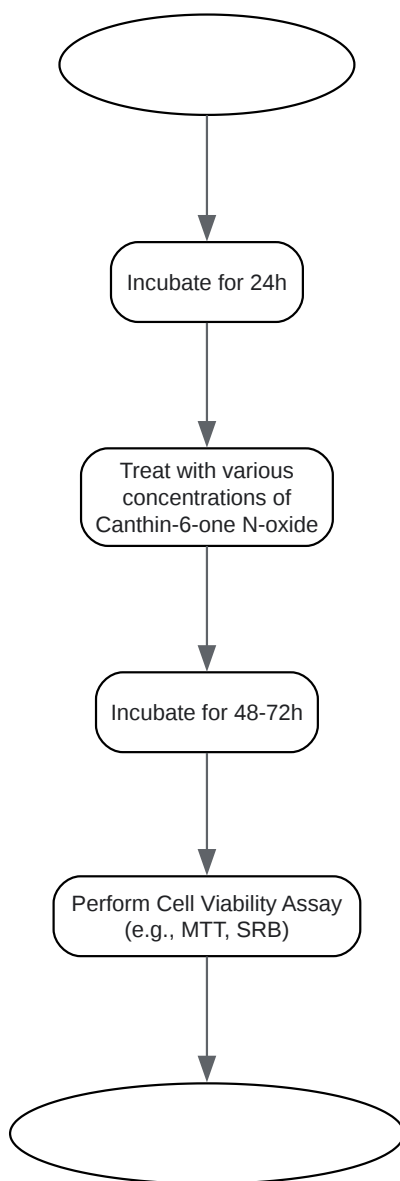 Incubate for 24h
Treat with various
concentrations of
Canthin-6-one N-oxide
Incubate for 48-72h
Perform Cell Viability Assay
(e.g., MTT, SRB)